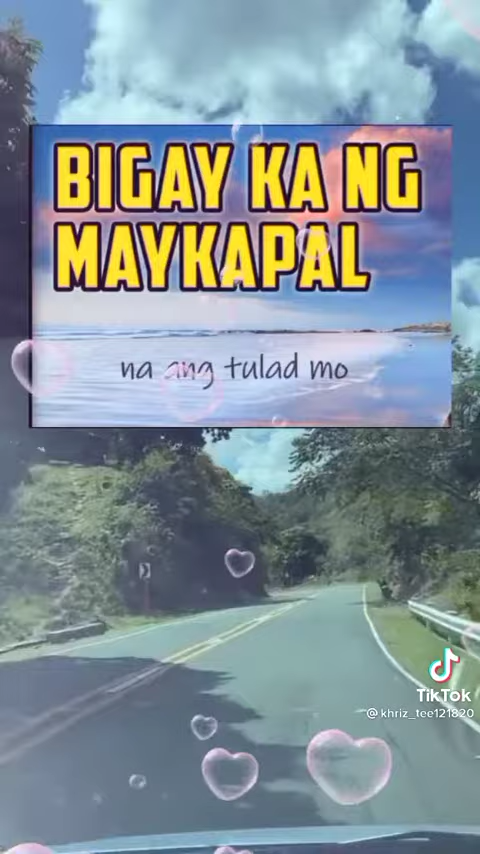 BIGAY KA NG
MAYKAPAL
na ang tulad mo
TikTok
@khriz_tee121820